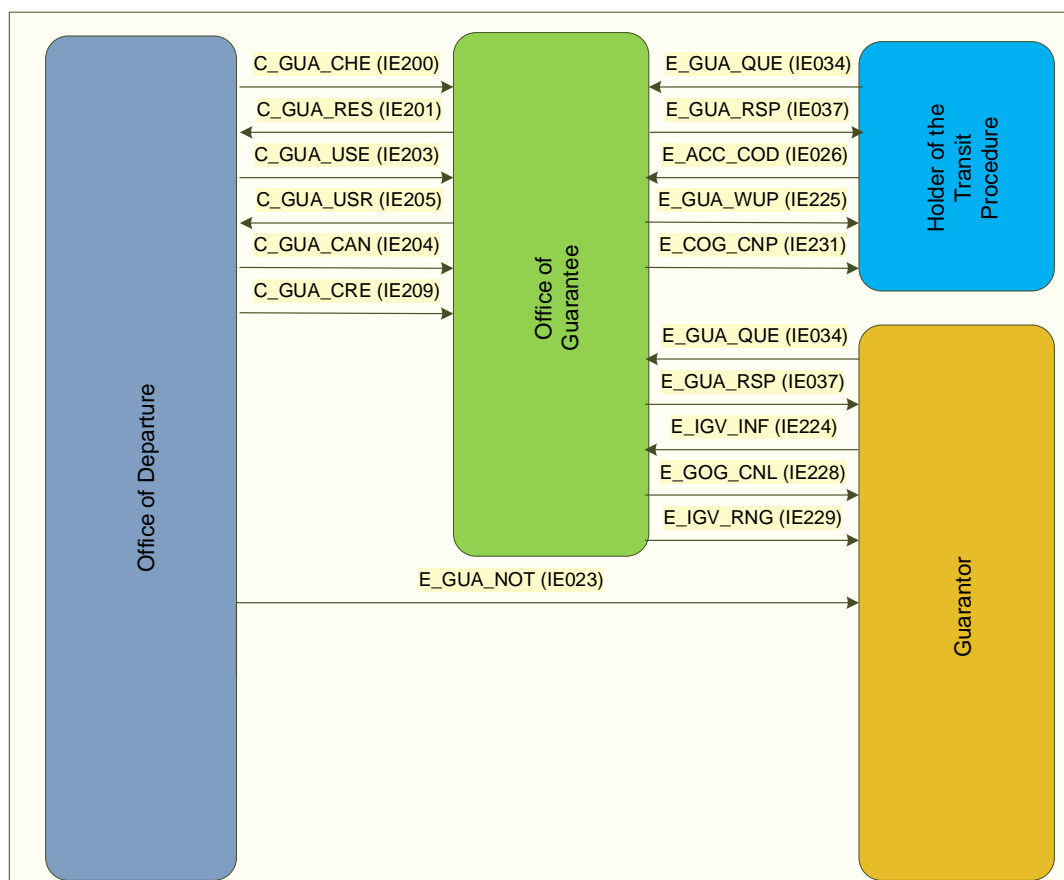 C_GUA_CHE (IE200)
C_GUA_RES (IE201)
C_GUA_USE (IE203)
C_GUA_USR (IE205)
C_GUA_CAN (IE204)
C_GUA_CRE (IE209)
E_GUA_QUE (IE034)
E_GUA_RSP (IE037)
E_ACC_COD (IE026)
E_GUA_WUP (IE225)
E_COG_CNP (IE231)
E_GUA_QUE (IE034)
E_GUA_RSP (IE037)
E_IGV_INF (IE224)
E_GOG_CNL (IE228)
E_IGV_RNG (IE229)
E_GUA_NOT (IE023)
Office of Departure
Office of
Guarantee
Holder of the
Transit
Procedure
Guarantor